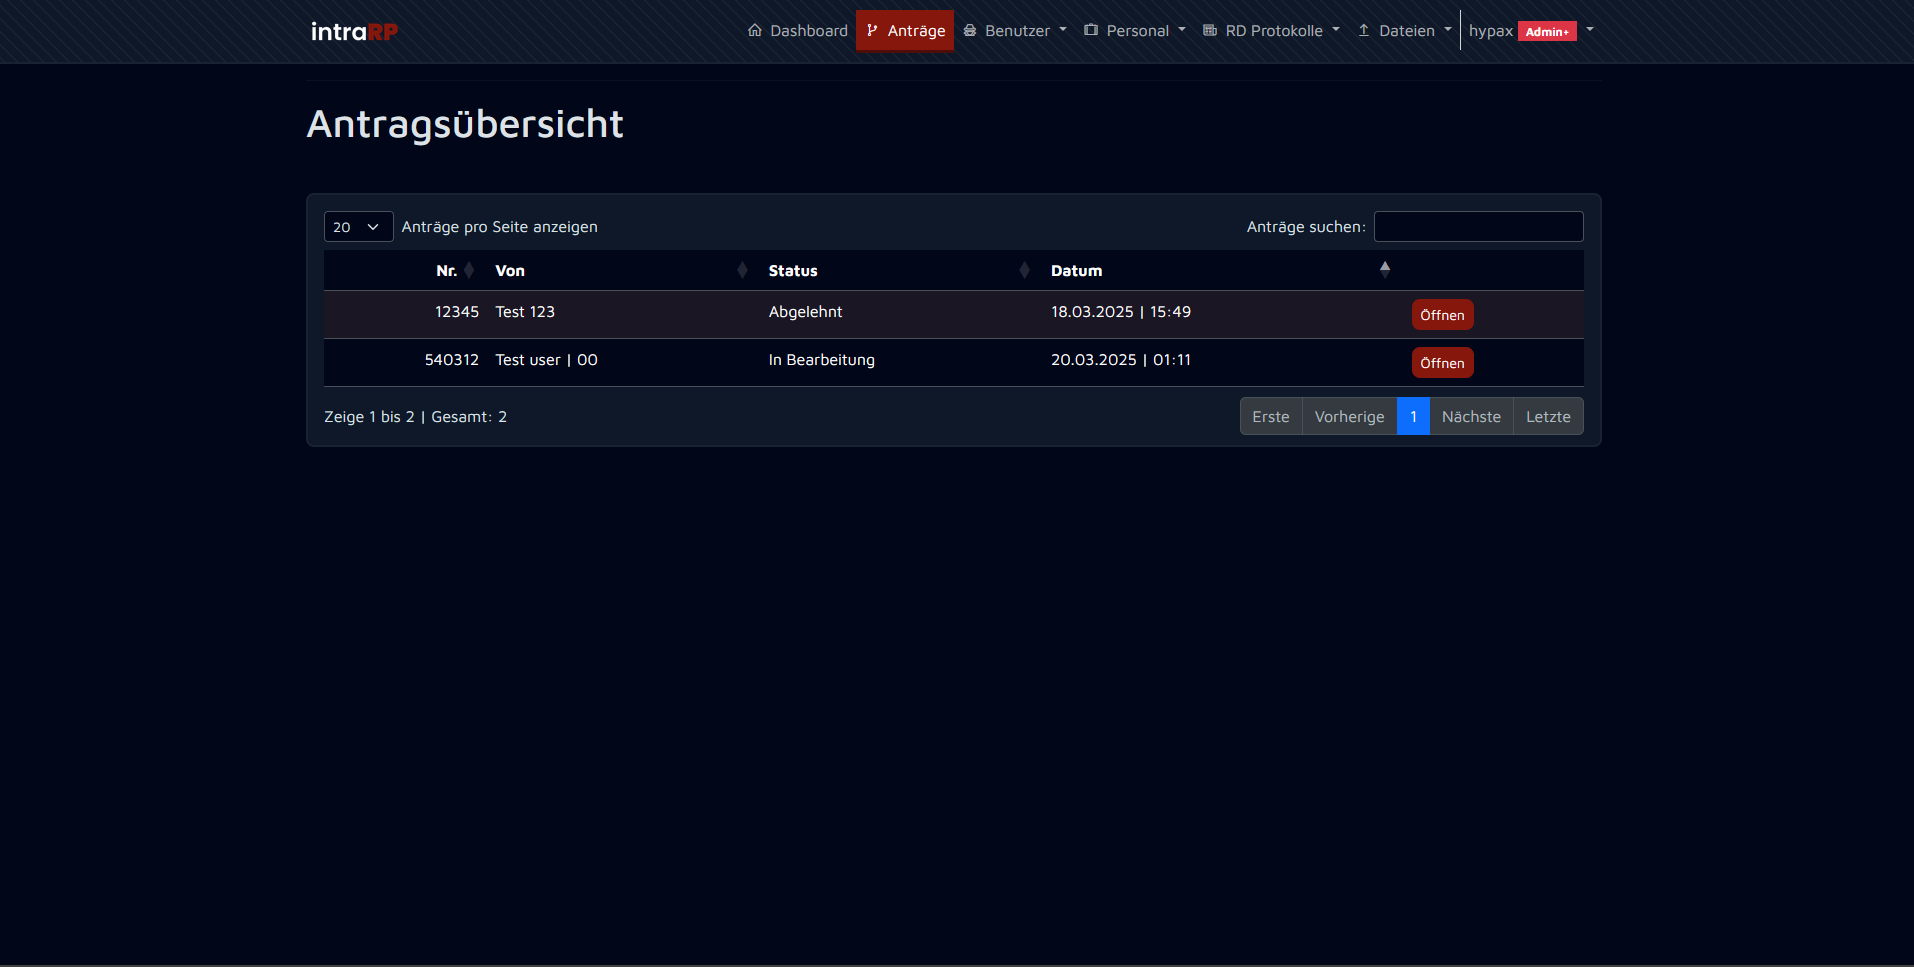 intraRP Dashboard Anträge Benutzer Personal RD Protokolle Dateien hypax Admin+
Antragsübersicht
20 Anträge pro Seite anzeigen Anträge suchen:
Nr. Von Status Datum
12345 Test 123 Abgelehnt 18.03.2025 | 15:49 Öffnen
540312 Test user | 00 In Bearbeitung 20.03.2025 | 01:11 Öffnen
Zeige 1 bis 2 | Gesamt: 2 Erste Vorherige 1 Nächste Letzte